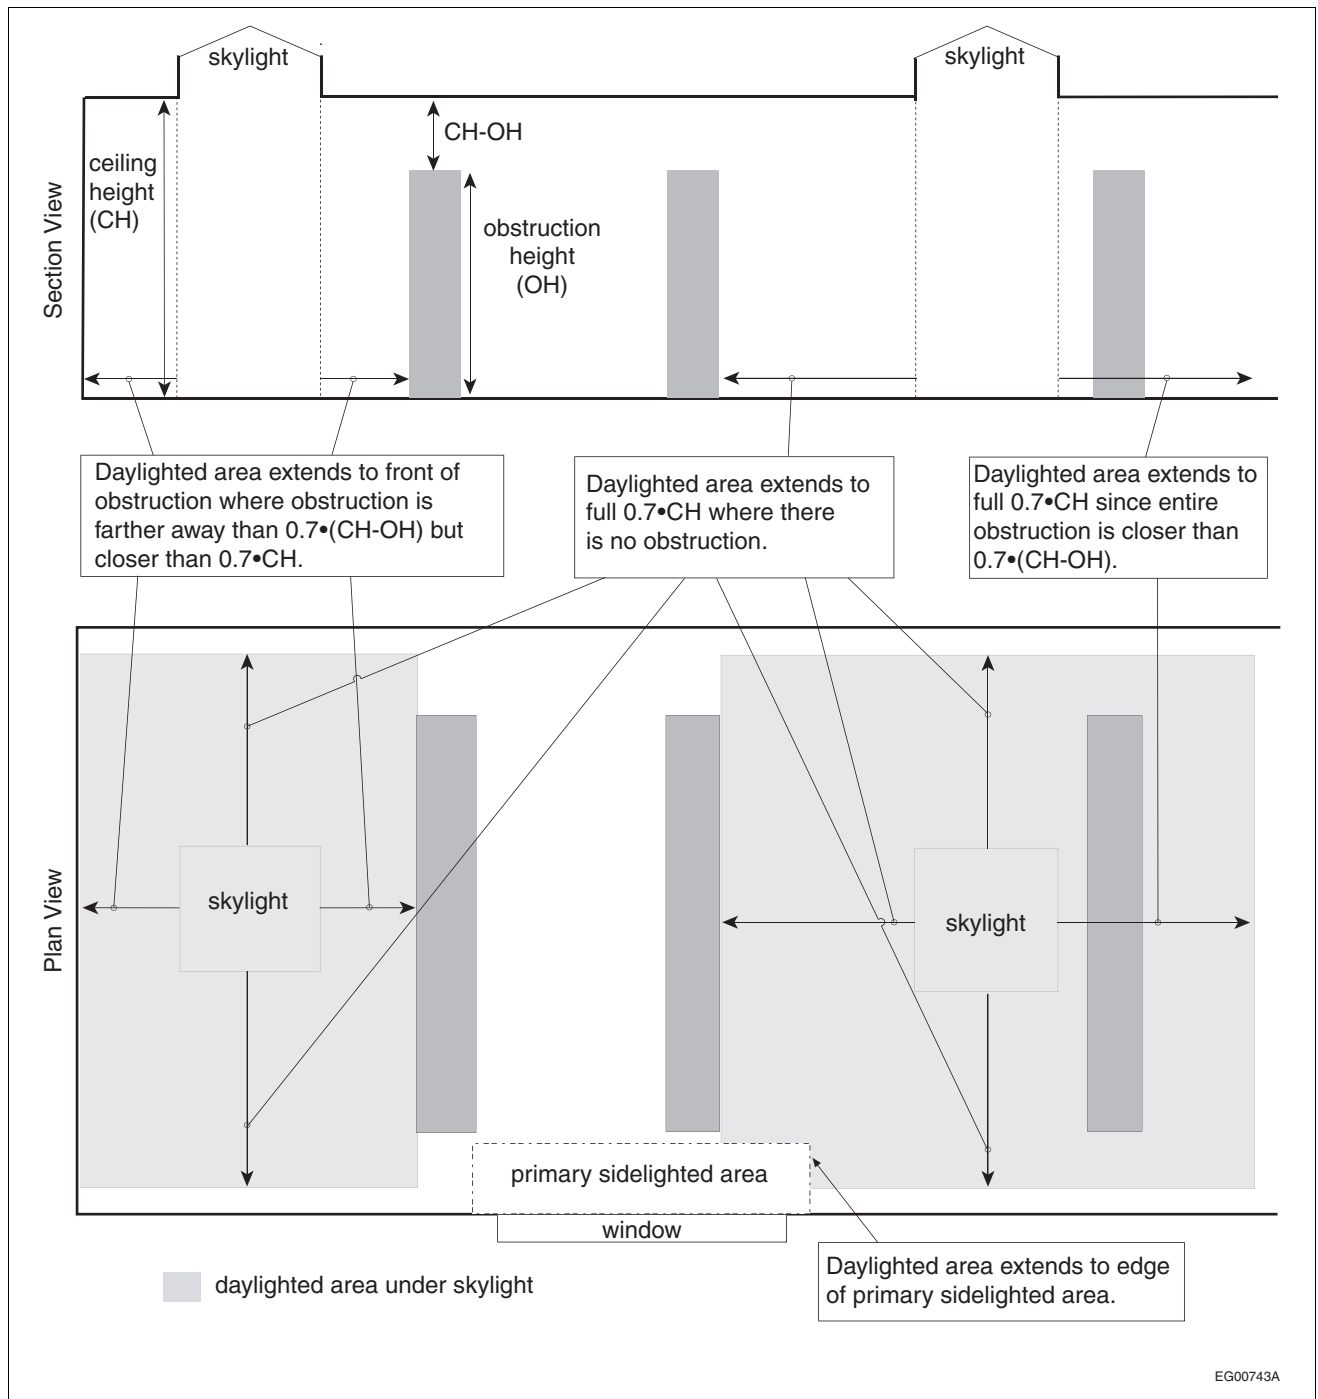 skylight
skylight
CH-OH
ceiling
height
(CH)
Section View
obstruction
height
(OH)
Daylighted area extends to front of
obstruction where obstruction is
farther away than 0.7•(CH-OH) but
closer than 0.7•CH.
Daylighted area extends to
full 0.7•CH where there
is no obstruction.
Daylighted area extends to
full 0.7•CH since entire
obstruction is closer than
0.7•(CH-OH).
Plan View
skylight
skylight
primary sidelighted area
window
Daylighted area extends to edge
of primary sidelighted area.
daylighted area under skylight
EG00743A